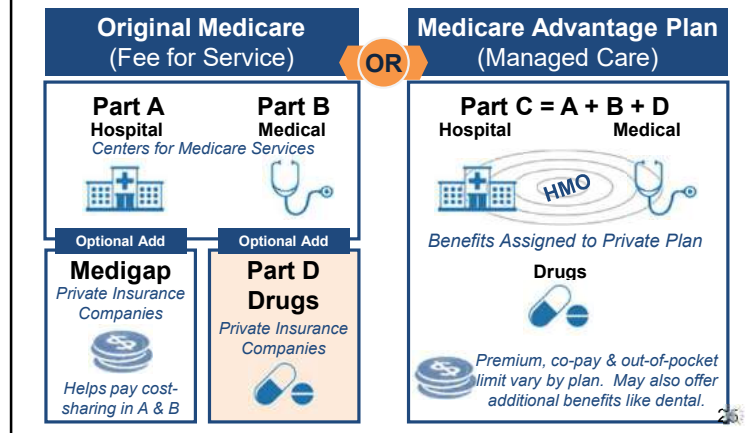 Original Medicare
(Fee for Service)
OR
Medicare Advantage Plan
(Managed Care)
Part A
Hospital
Part B
Medical
Centers for Medicare Services
Part C = A + B + D
Hospital
Medical
HMO
Benefits Assigned to Private Plan
Optional Add
Medigap
Private Insurance
Companies
Helps pay cost-
sharing in A & B
Optional Add
Part D
Drugs
Private Insurance
Companies
Drugs
Premium, co-pay & out-of-pocket
limit vary by plan. May also offer
additional benefits like dental.